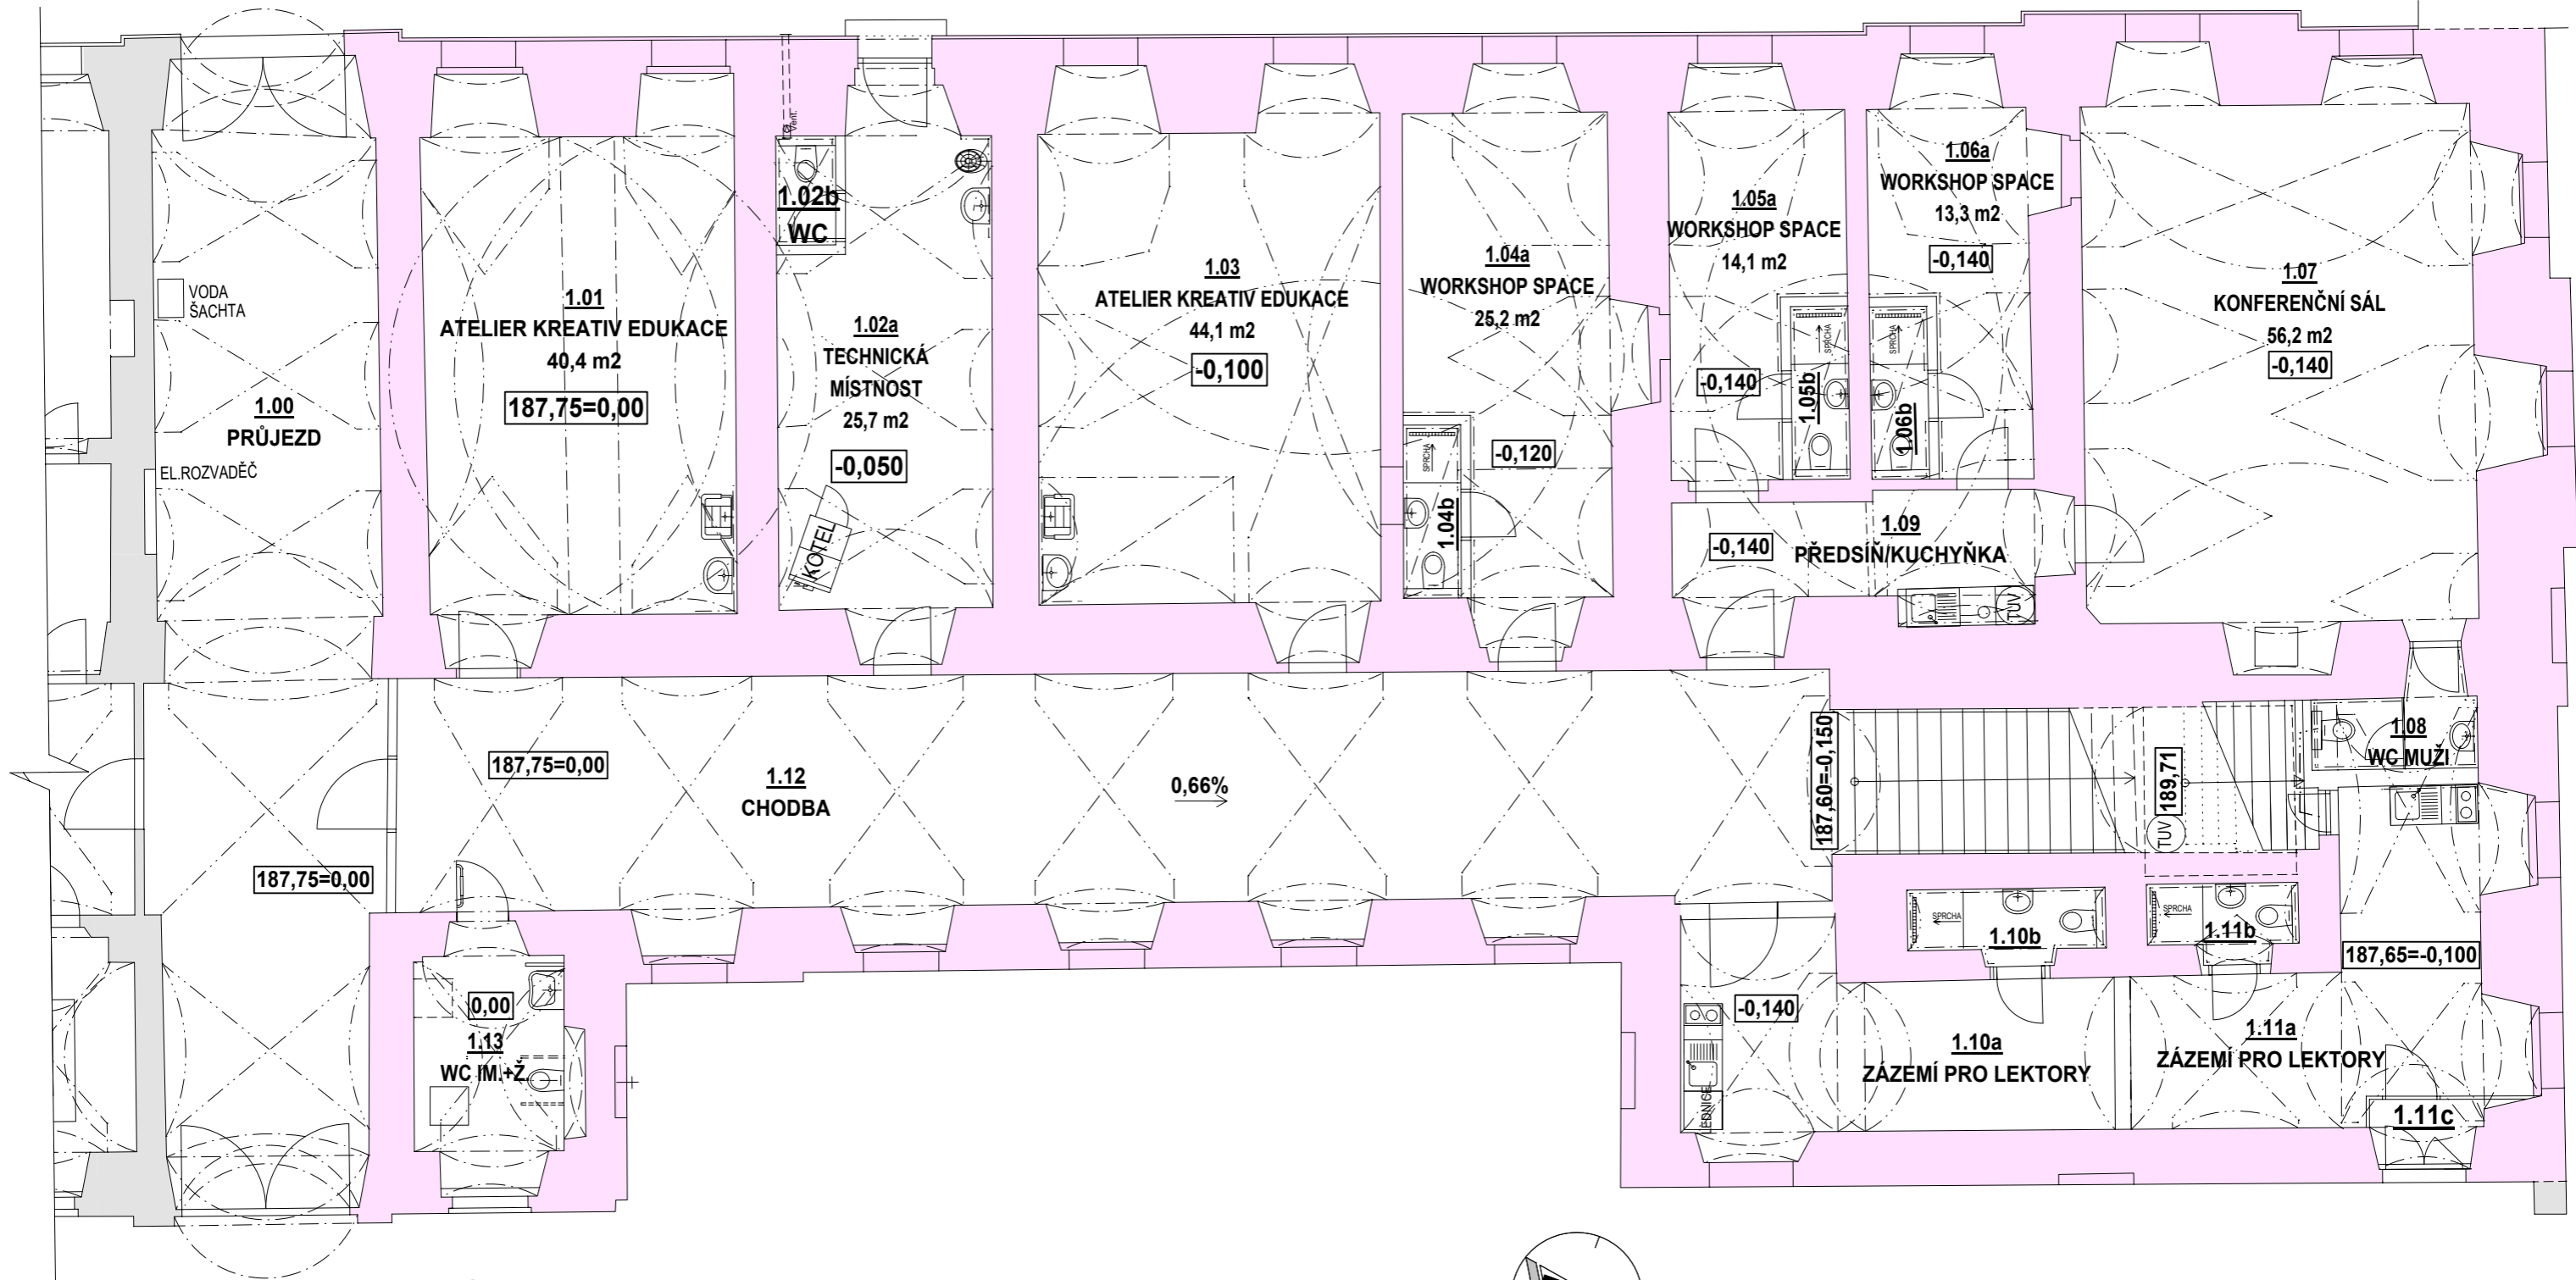 1.00
PRŮJEZD
VODA
ŠACHTA
EL.ROZVADĚČ
1.01
ATELIER KREATIV EDUKACE
40,4 m2
187,75=0,00
Vent.
1.02b
WC
1.02a
TECHNICKÁ
MÍSTNOST
25,7 m2
-0,050
KOTEL
1.03
ATELIER KREATIV EDUKACE
44,1 m2
-0,100
1.04a
WORKSHOP SPACE
25,2 m2
-0,120
SPRCHA
1.04b
1.05a
WORKSHOP SPACE
14,1 m2
-0,140
SPRCHA
1.05b
1.06a
WORKSHOP SPACE
13,3 m2
-0,140
SPRCHA
1.06b
1.07
KONFERENČNÍ SÁL
56,2 m2
-0,140
1.09
-0,140
PŘEDSÍŇ/KUCHYŇKA
TUV
187,75=0,00
1.12
CHODBA
0,66%
187,60=-0,150
189,71
TUV
1.08
WC MUŽI
187,75=0,00
0,00
1.13
WC IM.+Ž.
SPRCHA
1.10b
SPRCHA
1.11b
187,65=-0,100
-0,140
LEDNICE
1.10a
ZÁZEMÍ PRO LEKTORY
1.11a
ZÁZEMÍ PRO LEKTORY
1.11c